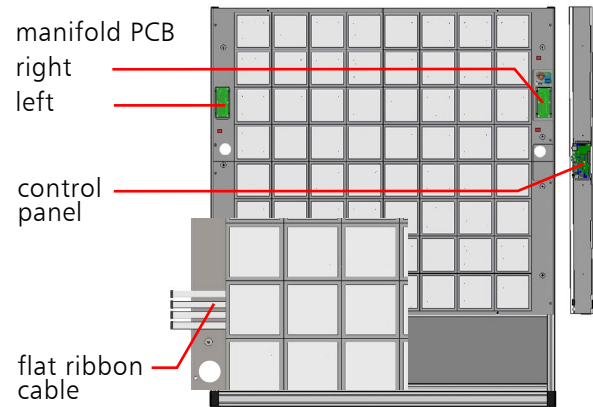 manifold PCB
right
left
control
panel
flat ribbon
cable